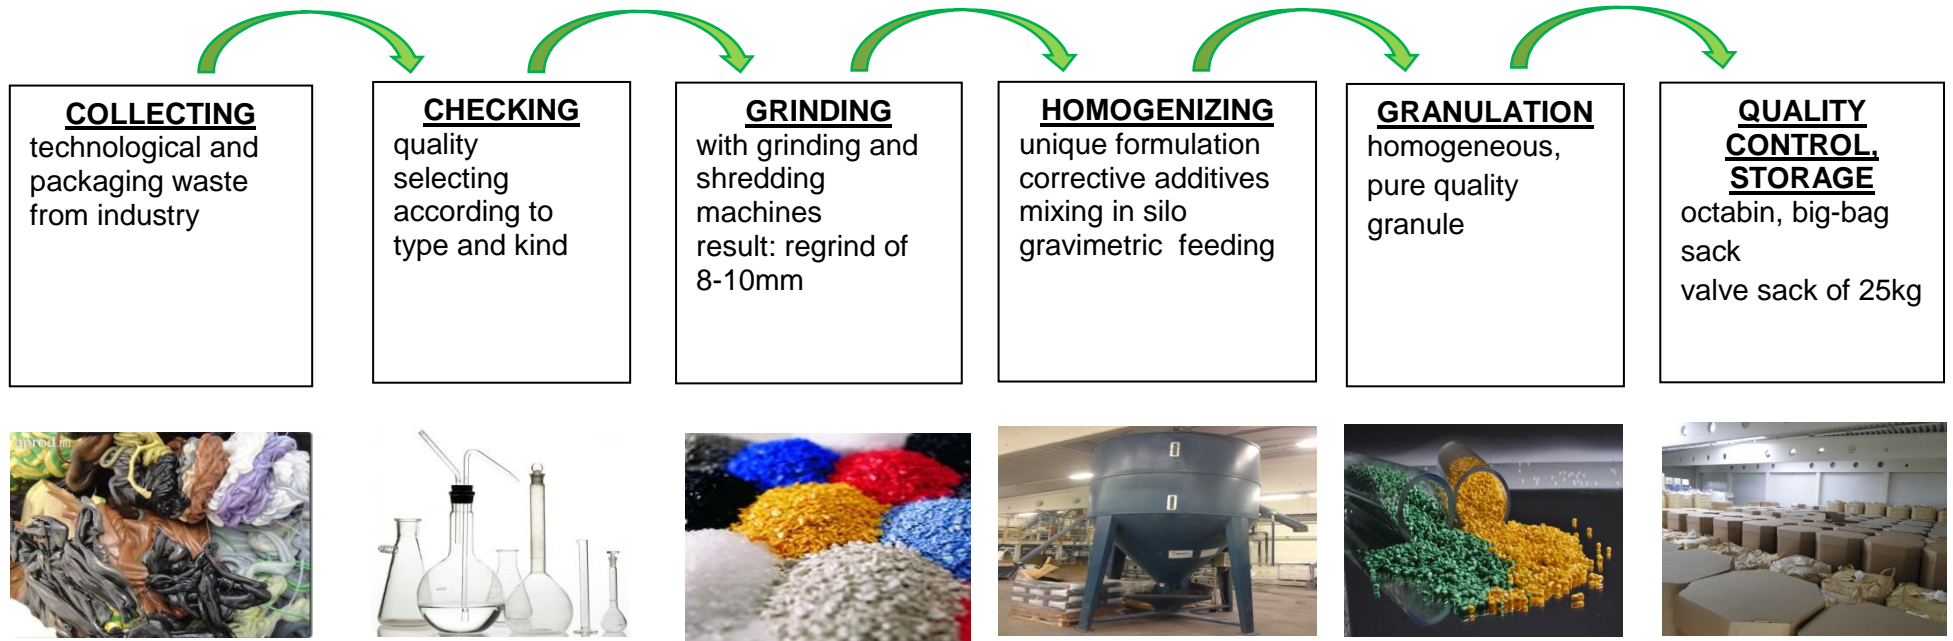 COLLECTING
technological and
packaging waste
from industry
CHECKING
quality
selecting
according to
type and kind
GRINDING
with grinding and
shredding
machines
result: regrind of
8-10mm
HOMOGENIZING
unique formulation
corrective additives
mixing in silo
gravimetric feeding
GRANULATION
homogeneous,
pure quality
granule
QUALITY
CONTROL,
STORAGE
octabin, big-bag
sack
valve sack of 25kg